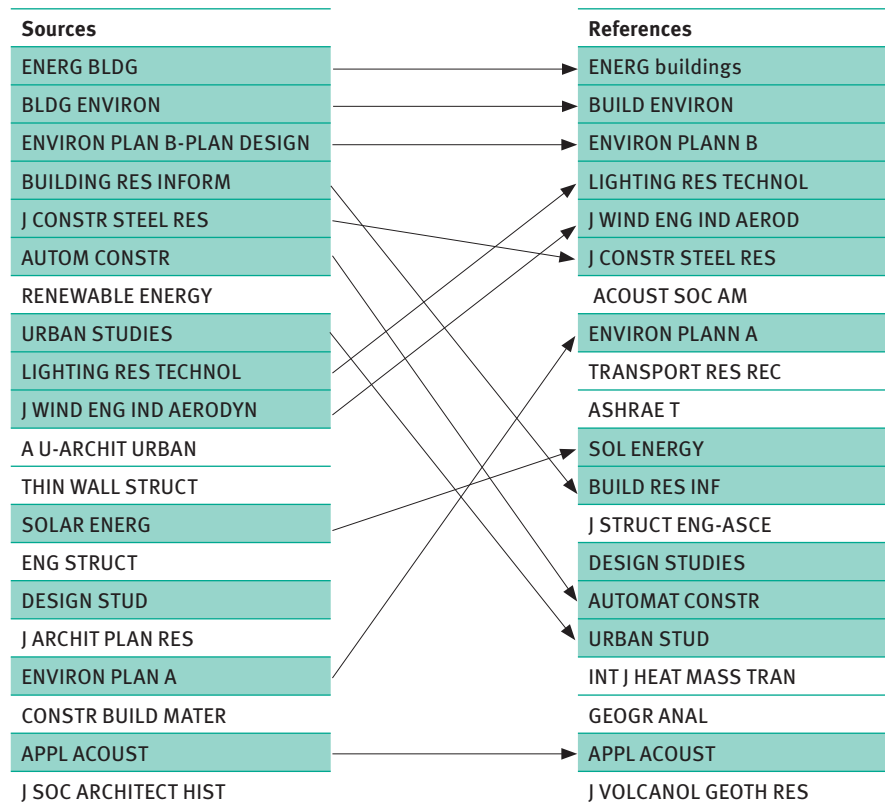 Sources
ENERG BLDG
BLDG ENVIRON
ENVIRON PLAN B-PLAN DESIGN
BUILDING RES INFORM
J CONSTR STEEL RES
AUTOM CONSTR
RENEWABLE ENERGY
URBAN STUDIES
LIGHTING RES TECHNOL
J WIND ENG IND AERODYN
A U-ARCHIT URBAN
THIN WALL STRUCT
SOLAR ENERG
ENG STRUCT
DESIGN STUD
J ARCHIT PLAN RES
ENVIRON PLAN A
CONSTR BUILD MATER
APPL ACOUST
J SOC ARCHITECT HIST
References
ENERG buildings
BUILD ENVIRON
ENVIRON PLANN B
LIGHTING RES TECHNOL
J WIND ENG IND AEROD
J CONSTR STEEL RES
ACOUST SOC AM
ENVIRON PLANN A
TRANSPORT RES REC
ASHRAE T
SOL ENERGY
BUILD RES INF
J STRUCT ENG-ASCE
DESIGN STUDIES
AUTOMAT CONSTR
URBAN STUD
INT J HEAT MASS TRAN
GEOGR ANAL
APPL ACOUST
J VOLCANOL GEOTH RES